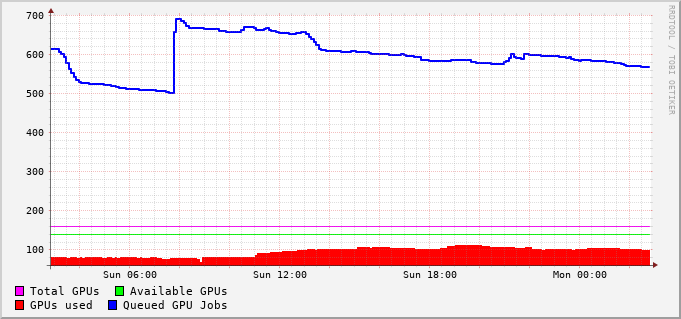 700
600
500
400
300
200
100
Sun 06:00 Sun 12:00 Sun 18:00 Mon 00:00
Total GPUs Available GPUs
GPUs used Queued GPU Jobs
RRDTOOL / TOBI OETIKER